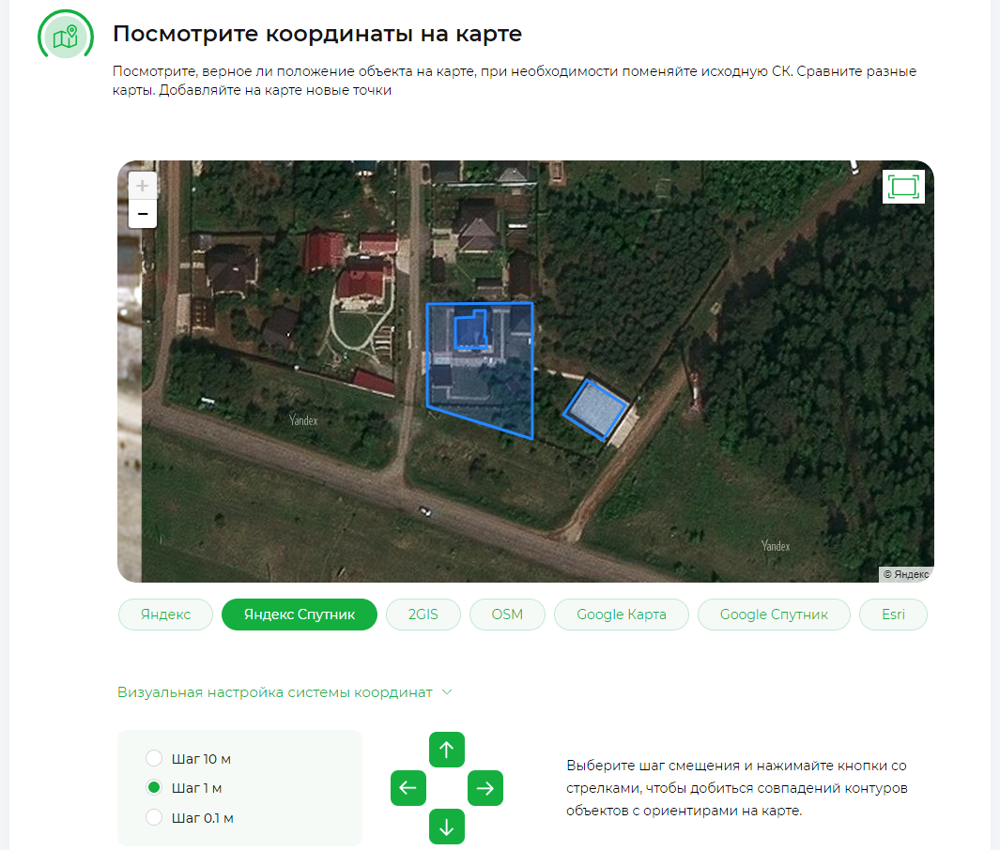 Посмотрите координаты на карте
Посмотрите, верное ли положение объекта на карте, при необходимости поменяйте исходную СК. Сравните разные
карты. Добавляйте на карте новые точки
+
−
Yandex
Yandex
© Яндекс
Яндекс
Яндекс Спутник
2GIS
OSM
Google Карта
Google Спутник
Esri
Визуальная настройка системы координат
Шаг 10 м
Шаг 1 м
Шаг 0.1 м
Выберите шаг смещения и нажимайте кнопки со
стрелками, чтобы добиться совпадений контуров
объектов с ориентирами на карте.